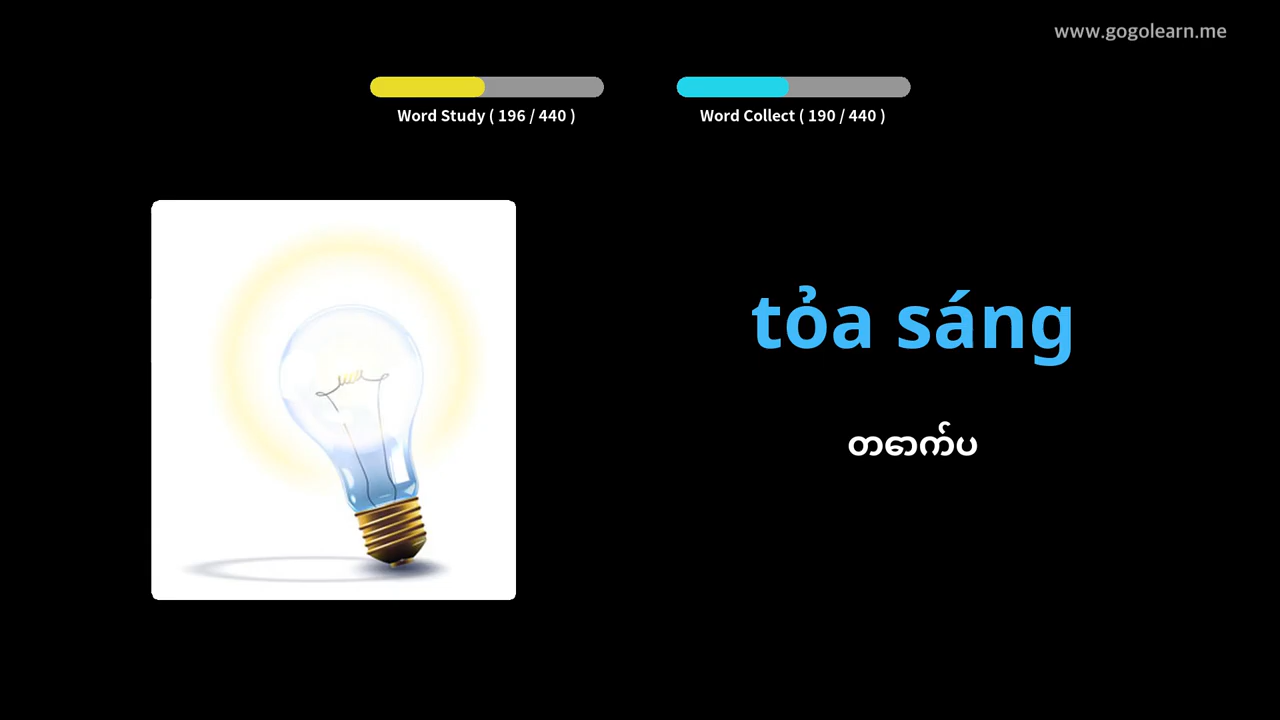 www.gogolearn.me
Word Study ( 196 / 440 )
Word Collect ( 190 / 440 )
tỏa sáng
တောက်ပ